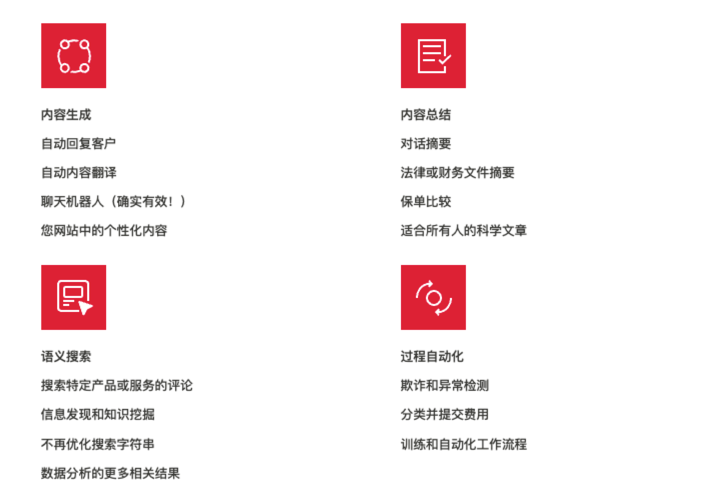 内容生成
自动回复客户
自动内容翻译
聊天机器人（确实有效！）
您网站中的个性化内容
内容总结
对话摘要
法律或财务文件摘要
保单比较
适合所有人的科学文章
语义搜索
搜索特定产品或服务的评论
信息发现和知识挖掘
不再优化搜索字符串
数据分析的更多相关结果
过程自动化
欺诈和异常检测
分类并提交费用
训练和自动化工作流程